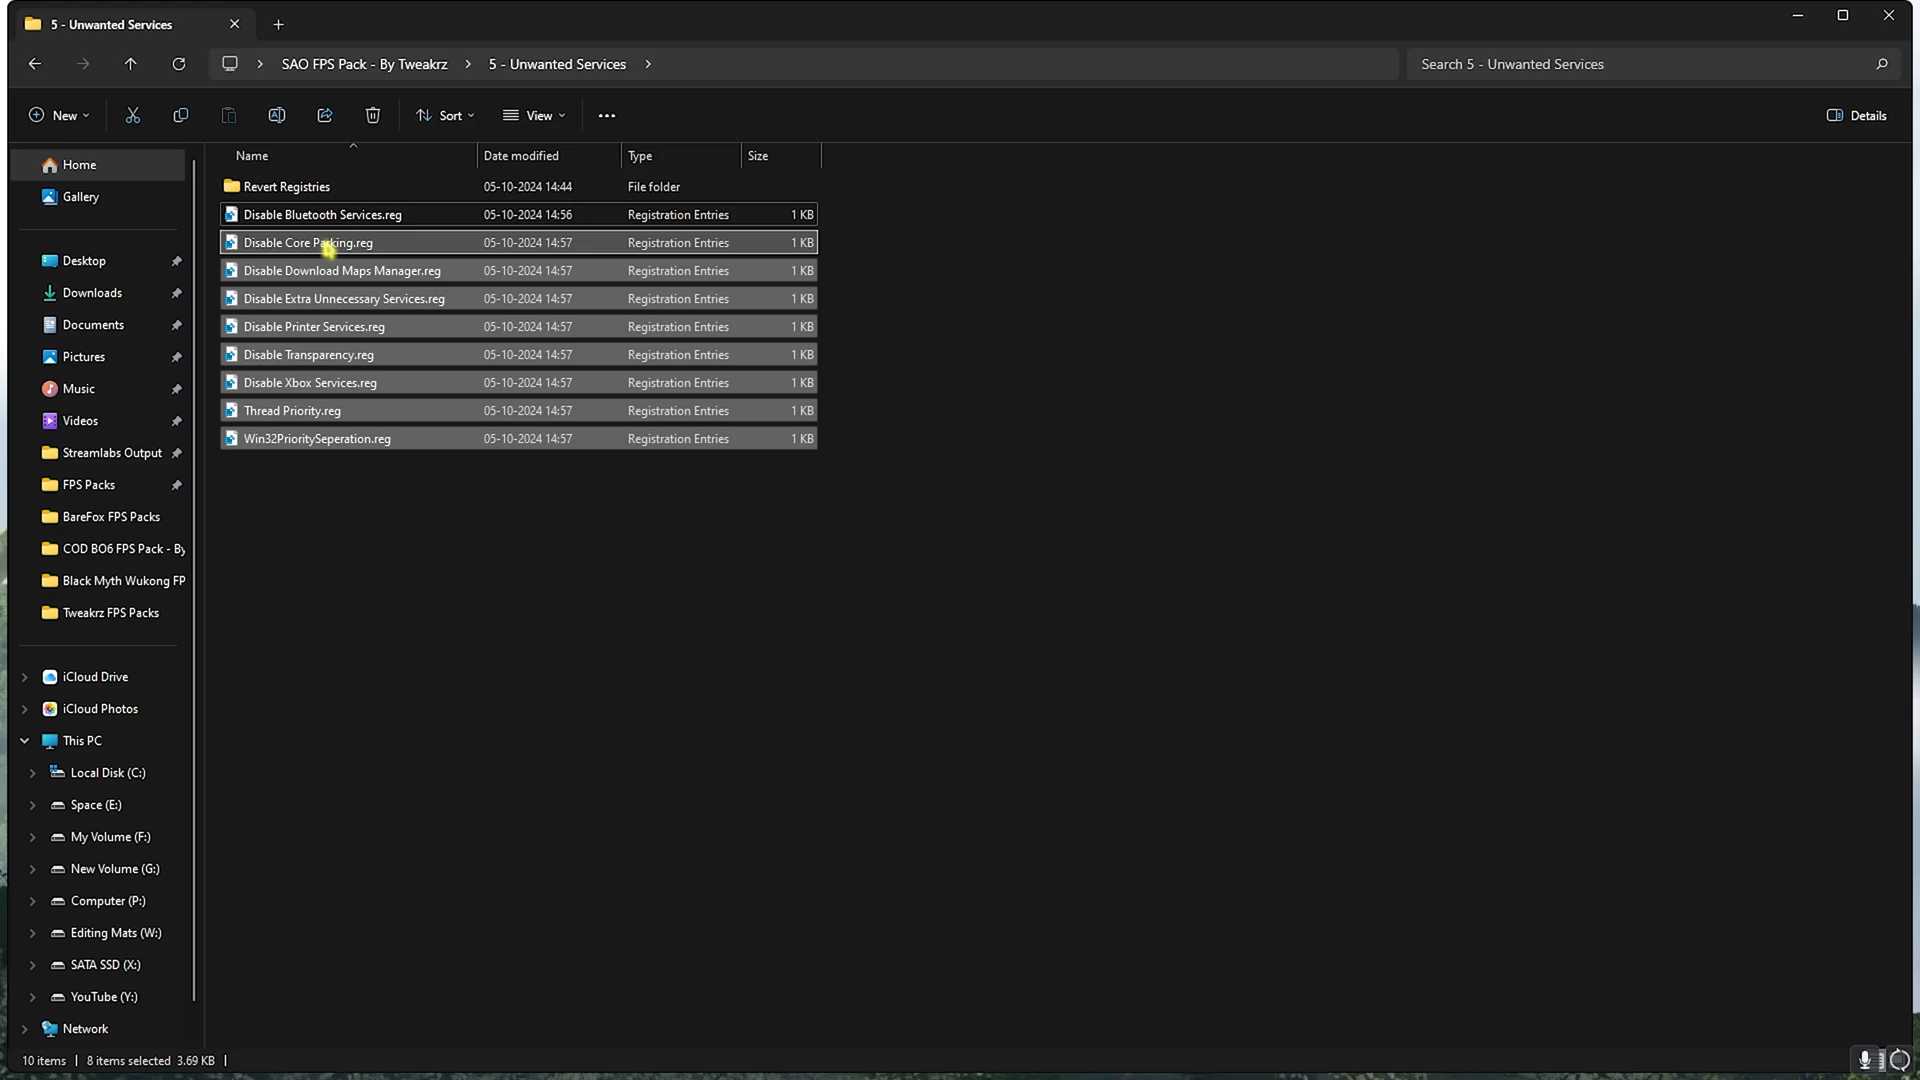 5 - Unwanted Services
SAO FPS Pack - By Tweakrz
5 - Unwanted Services
Search 5 - Unwanted Services
New
Sort
View
Details
Name Date modified Type Size
Home
Gallery
Desktop
Downloads
Documents
Pictures
Music
Videos
Streamlabs Output
FPS Packs
BareFox FPS Packs
COD BO6 FPS Pack - By
Black Myth Wukong FP
Tweakrz FPS Packs
iCloud Drive
iCloud Photos
This PC
Local Disk (C:)
Space (E:)
My Volume (F:)
New Volume (G:)
Computer (P:)
Editing Mats (W:)
SATA SSD (X:)
YouTube (Y:)
Network
Revert Registries 05-10-2024 14:44 File folder
Disable Bluetooth Services.reg 05-10-2024 14:56 Registration Entries 1 KB
Disable Core Parking.reg 05-10-2024 14:57 Registration Entries 1 KB
Disable Download Maps Manager.reg 05-10-2024 14:57 Registration Entries 1 KB
Disable Extra Unnecessary Services.reg 05-10-2024 14:57 Registration Entries 1 KB
Disable Printer Services.reg 05-10-2024 14:57 Registration Entries 1 KB
Disable Transparency.reg 05-10-2024 14:57 Registration Entries 1 KB
Disable Xbox Services.reg 05-10-2024 14:57 Registration Entries 1 KB
Thread Priority.reg 05-10-2024 14:57 Registration Entries 1 KB
Win32PrioritySeperation.reg 05-10-2024 14:57 Registration Entries 1 KB
10 items 8 items selected 3.69 KB